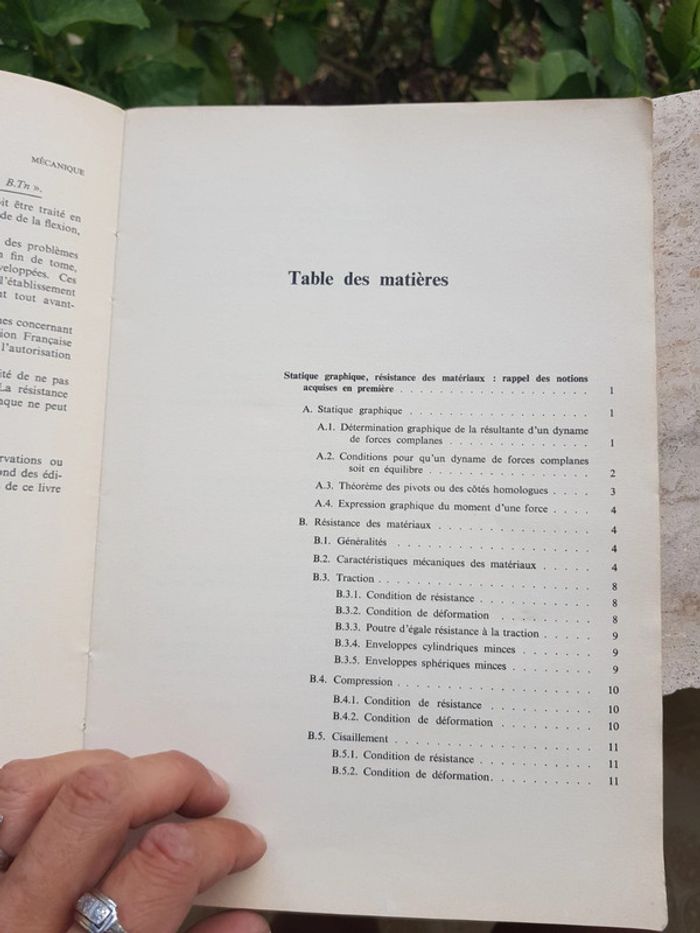 MÉCANIQUE
B.Tn ».
it être traité en
de de la flexion,
des problèmes
fin de tome,
veloppées. Ces
l'établissement
nt tout avant-
nes concernant
ion Française
l'autorisation
ité de ne pas
La résistance
aque ne peut
rvations ou
ond des édi-
de ce livre
Table des matières
Statique graphique, résistance des matériaux : rappel des notions
acquises en première . . . . . . . . . . . . . . . . . . . . 1
A. Statique graphique . . . . . . . . . . . . . . . . . . . 1
A.1. Détermination graphique de la résultante d'un dyname
de forces complanes . . . . . . . . . . . . . . . 1
A.2. Conditions pour qu'un dyname de forces complanes
soit en équilibre . . . . . . . . . . . . . . . . . 2
A.3. Théorème des pivots ou des côtés homologues . . . . 3
A.4. Expression graphique du moment d'une force . . . . 4
B. Résistance des matériaux . . . . . . . . . . . . . . . . 4
B.1. Généralités . . . . . . . . . . . . . . . . . . . . 4
B.2. Caractéristiques mécaniques des matériaux . . . . . 4
B.3. Traction . . . . . . . . . . . . . . . . . . . . . 8
B.3.1. Condition de résistance . . . . . . . . . . . 8
B.3.2. Condition de déformation . . . . . . . . . . 8
B.3.3. Poutre d'égale résistance à la traction . . . . . 9
B.3.4. Enveloppes cylindriques minces . . . . . . . 9
B.3.5. Enveloppes sphériques minces . . . . . . . . 9
B.4. Compression . . . . . . . . . . . . . . . . . . . 10
B.4.1. Condition de résistance . . . . . . . . . . . 10
B.4.2. Condition de déformation . . . . . . . . . . 10
B.5. Cisaillement . . . . . . . . . . . . . . . . . . . 11
B.5.1. Condition de résistance . . . . . . . . . . . 11
B.5.2. Condition de déformation. . . . . . . . . . 11